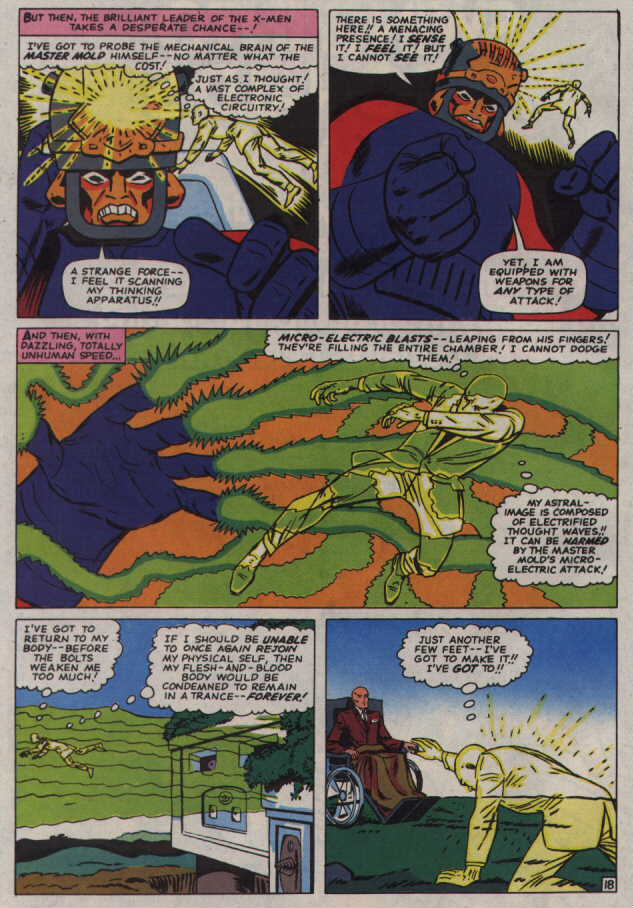 BUT THEN, THE BRILLIANT LEADER OF THE X-MEN
TAKES A DESPERATE CHANCE--!
I'VE GOT TO PROBE THE MECHANICAL BRAIN OF THE
MASTER MOLD HIMSELF--NO MATTER WHAT THE
COST!
JUST AS I THOUGHT!
A VAST COMPLEX OF
ELECTRONIC
CIRCUITRY!
A STRANGE FORCE--
I FEEL IT SCANNING
MY THINKING
APPARATUS!!
THERE IS SOMETHING
HERE!! A MENACING
PRESENCE! I SENSE
IT! I FEEL IT! BUT
I CANNOT SEE IT!
YET, I AM
EQUIPPED WITH
WEAPONS FOR
ANY TYPE OF
ATTACK!
AND THEN, WITH
DAZZLING, TOTALLY
UNHUMAN SPEED...
MICRO-ELECTRIC BLASTS--LEAPING FROM HIS FINGERS!
THEY'RE FILLING THE ENTIRE CHAMBER! I CANNOT DODGE
THEM!
MY ASTRAL-
IMAGE IS COMPOSED
OF ELECTRIFIED
THOUGHT WAVES!!
IT CAN BE HARMED
BY THE MASTER
MOLD'S MICRO-
ELECTRIC ATTACK!
I'VE GOT TO
RETURN TO MY
BODY--BEFORE
THE BOLTS
WEAKEN ME
TOO MUCH!
IF I SHOULD BE UNABLE
TO ONCE AGAIN REJOIN
MY PHYSICAL SELF, THEN
MY FLESH-AND-BLOOD
BODY WOULD BE
CONDEMNED TO REMAIN
IN A TRANCE--FOREVER!
JUST ANOTHER
FEW FEET--I'VE
GOT TO MAKE IT!!
I'VE GOT TO!!
18